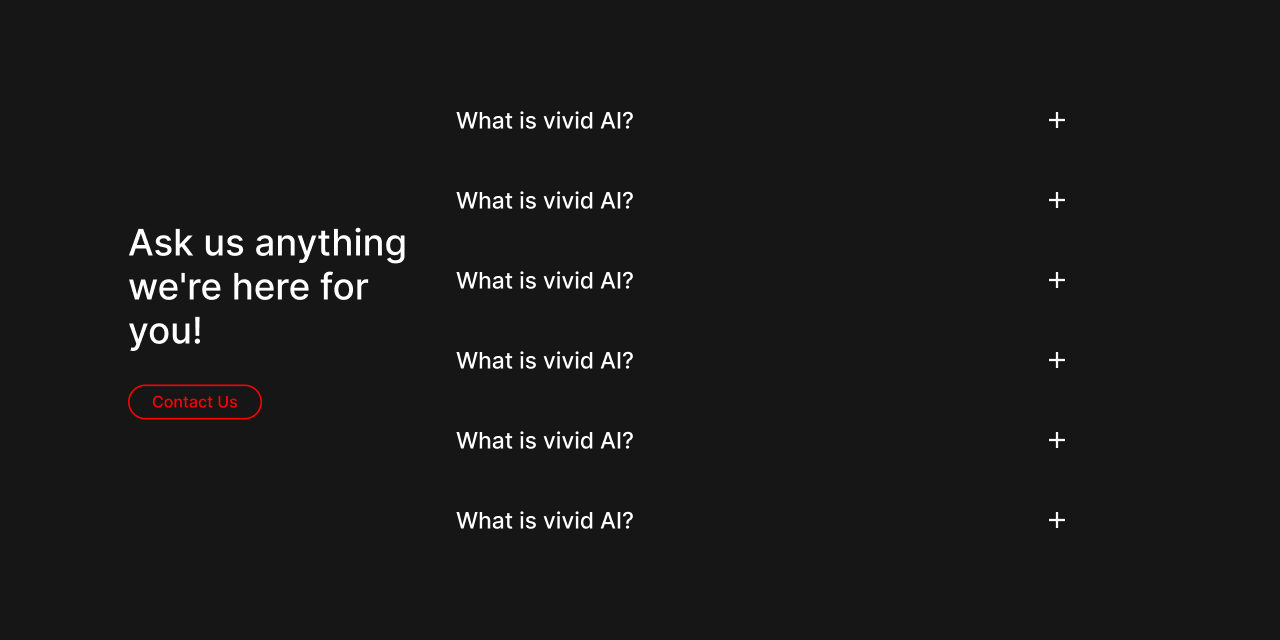 Ask us anything
we're here for
you!
Contact Us
What is vivid AI?
What is vivid AI?
What is vivid AI?
What is vivid AI?
What is vivid AI?
What is vivid AI?